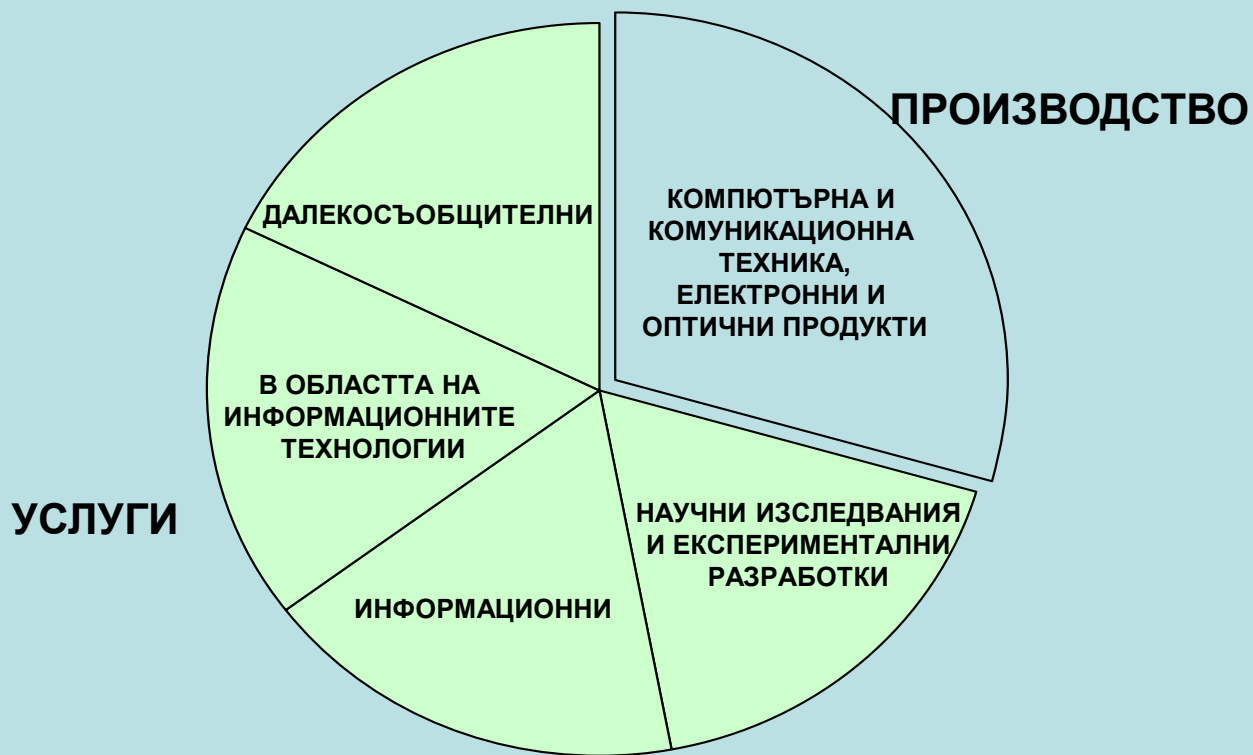 ПРОИЗВОДСТВО
КОМПЮТЪРНА И
КОМУНИКАЦИОННА
ТЕХНИКА,
ЕЛЕКТРОННИ И
ОПТИЧНИ ПРОДУКТИ
ДАЛЕКОСЪОБЩИТЕЛНИ
В ОБЛАСТТА НА
ИНФОРМАЦИОННИТЕ
ТЕХНОЛОГИИ
УСЛУГИ
НАУЧНИ ИЗСЛЕДВАНИЯ
И ЕКСПЕРИМЕНТАЛНИ
РАЗРАБОТКИ
ИНФОРМАЦИОННИ